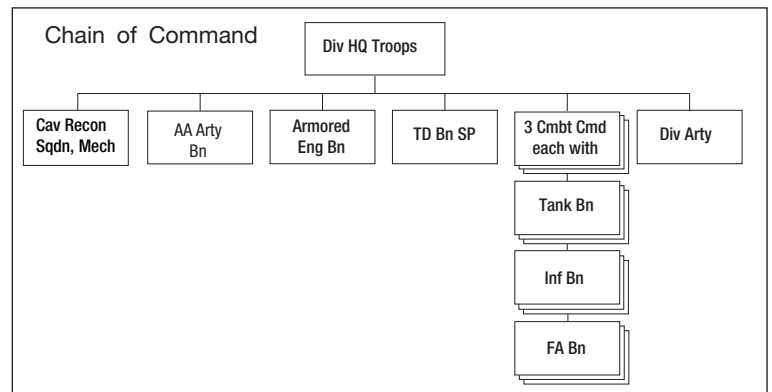 Chain of Command
Div HQ Troops
Cav Recon
Sqdn, Mech
AA Arty
Bn
Armored
Eng Bn
TD Bn SP
3 Cmbt Cmd
each with
Div Arty
Tank Bn
Inf Bn
FA Bn